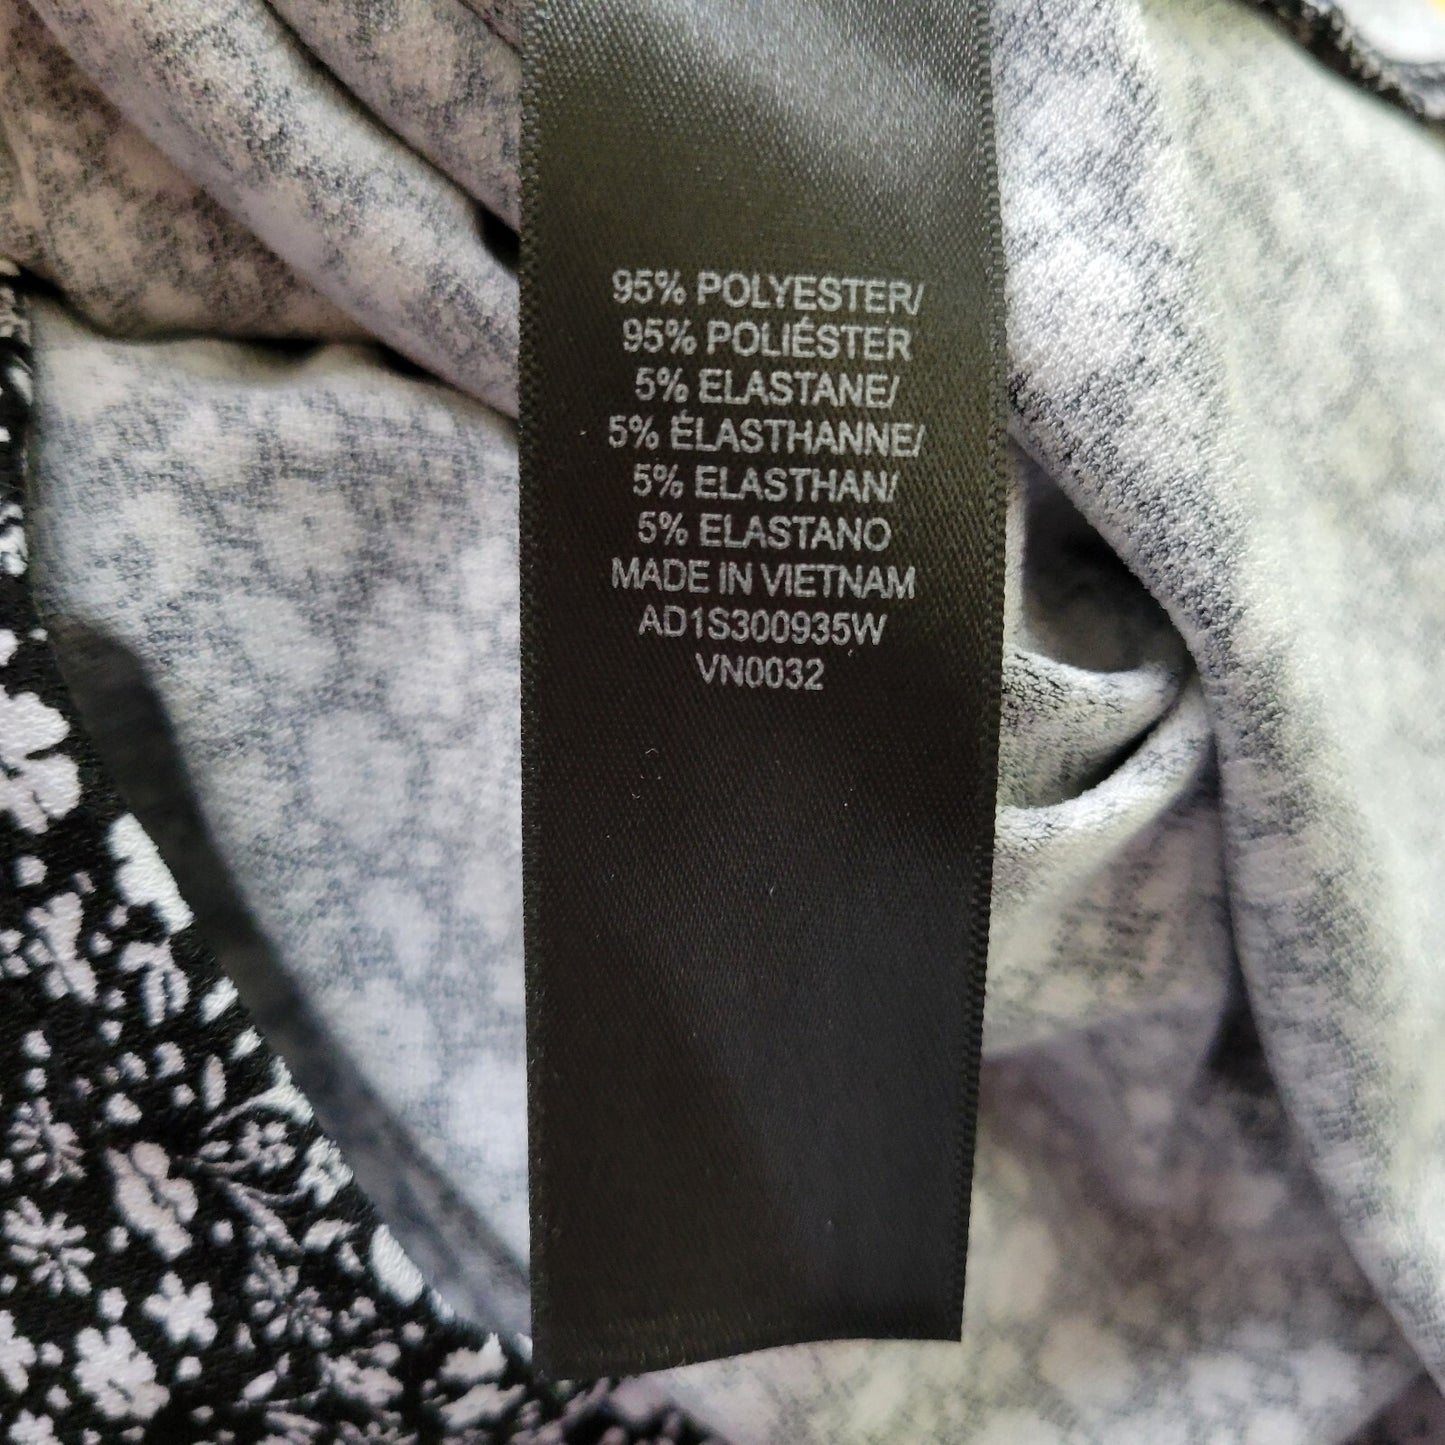 95% POLYESTER/
95% POLIÉSTER
5% ELASTANE/
5% ÉLASTHANNE/
5% ELASTHAN/
5% ELASTANO
MADE IN VIETNAM
AD1S300935W
VN0032